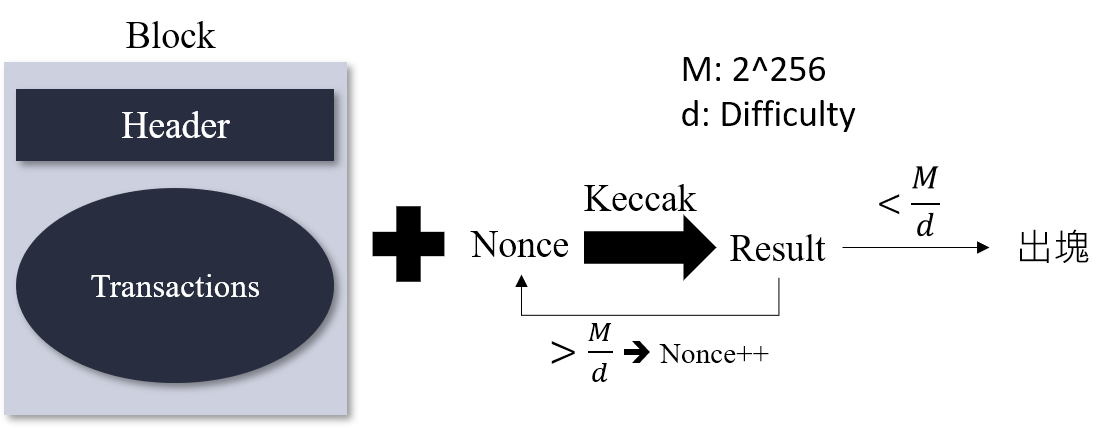 Block
Header
Transactions
M: 2^256
d: Difficulty
Nonce
Keccak
Result
< M/d
出塊
> M/d ➔ Nonce++